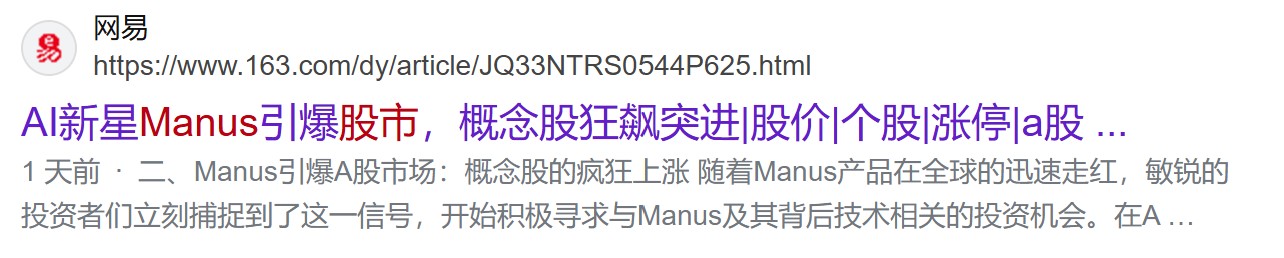 网易
https://www.163.com/dy/article/JQ33NTRS0544P625.html
AI新星Manus引爆股市，概念股狂飙突进|股价|个股|涨停|a股 ...
1 天前 · 二、Manus引爆A股市场：概念股的疯狂上涨 随着Manus产品在全球的迅速走红，敏锐的
投资者们立刻捕捉到了这一信号，开始积极寻求与Manus及其背后技术相关的投资机会。在A ...